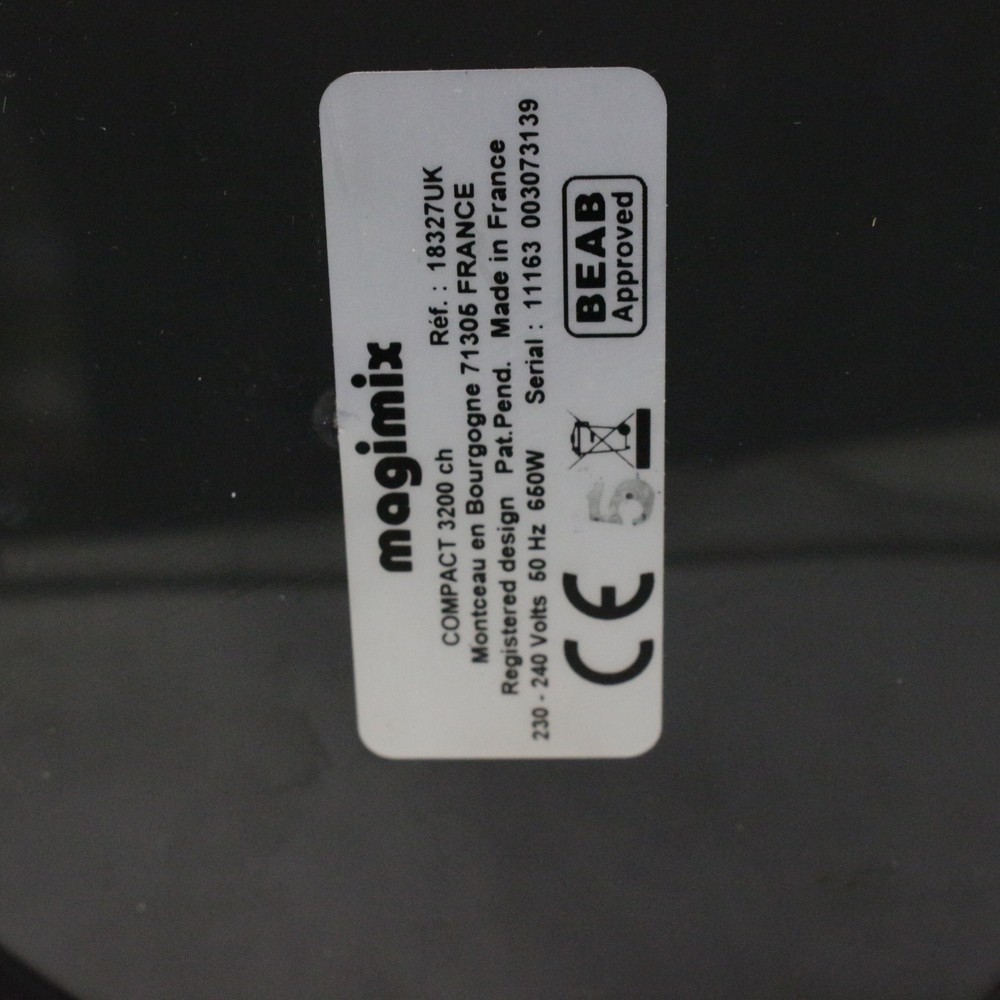 magimix
COMPACT 3200 ch Réf. : 18327UK
Montceau en Bourgogne 71305 FRANCE
Registered design Pat.Pend. Made in France
230 - 240 Volts 50 Hz 650W Serial : 11163 003073139
CE 5 BEAB
Approved